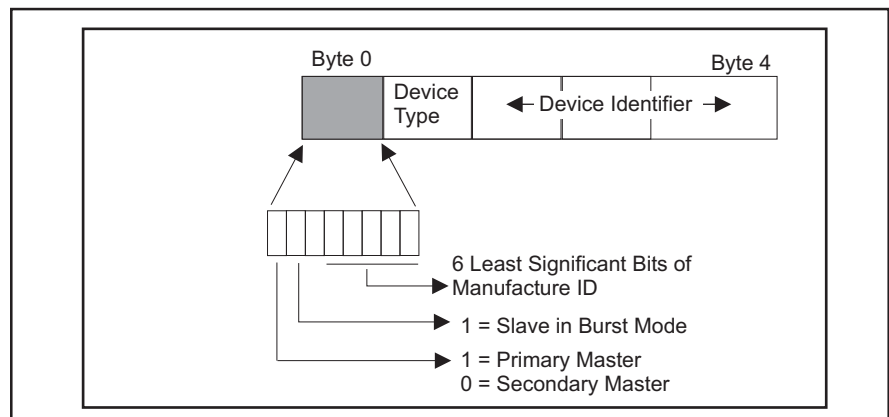 Byte 0
Byte 4
Device
Type
Device Identifier
6 Least Significant Bits of
Manufacture ID
1 = Slave in Burst Mode
1 = Primary Master
0 = Secondary Master